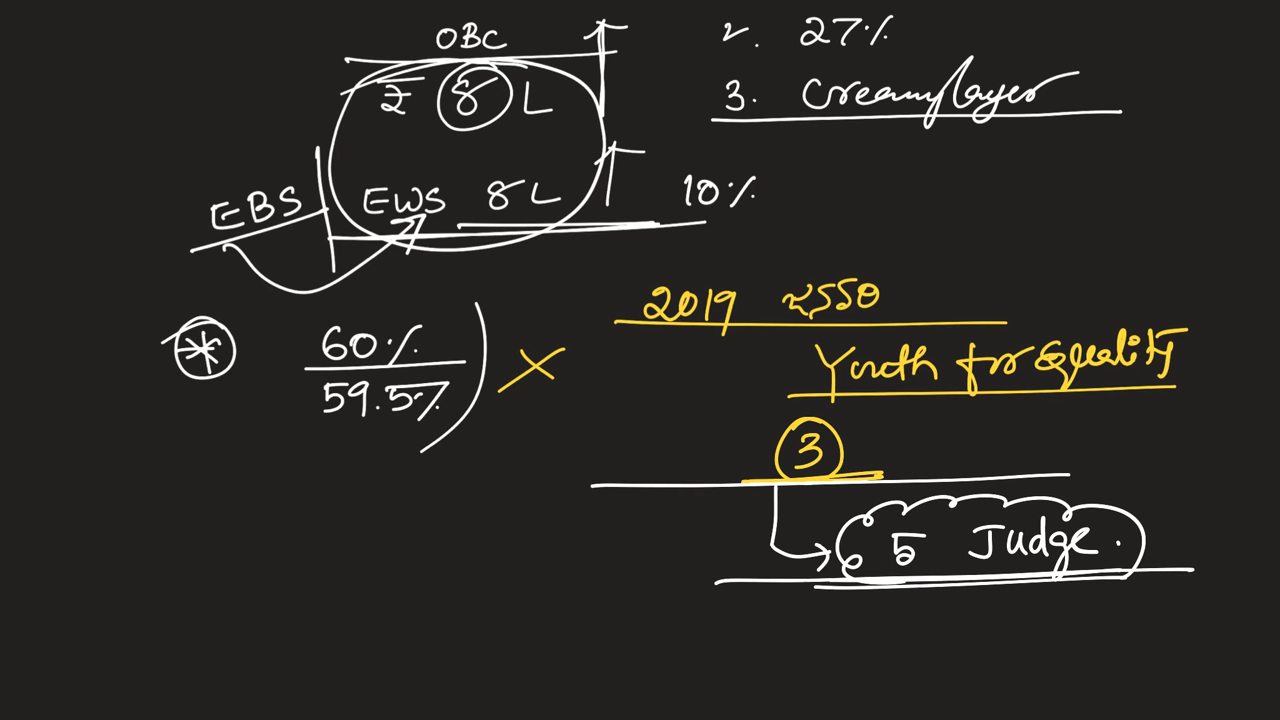 OBC
2. 27%
₹ 8 L
3. Creamylayer
EBS EWS 8L 10%
60%
59.5%
2019
Youth for Equality
3
5 Judge.